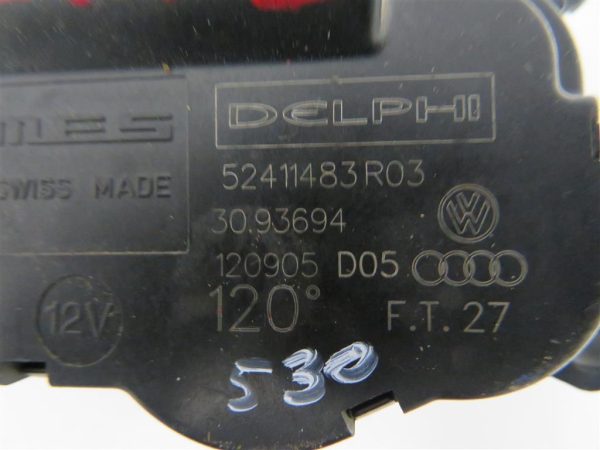 DELPHI
SWISS MADE
52411483R03
30.93694
120905 D05
12V
120°
F.T. 27
530